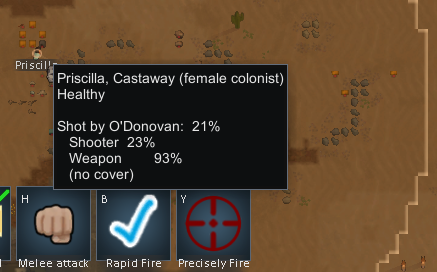 Priscilla
Priscilla, Castaway (female colonist)
Healthy
Shot by O'Donovan: 21%
Shooter 23%
Weapon 93%
(no cover)
H
B
Y
Melee attack
Rapid Fire
Precisely Fire